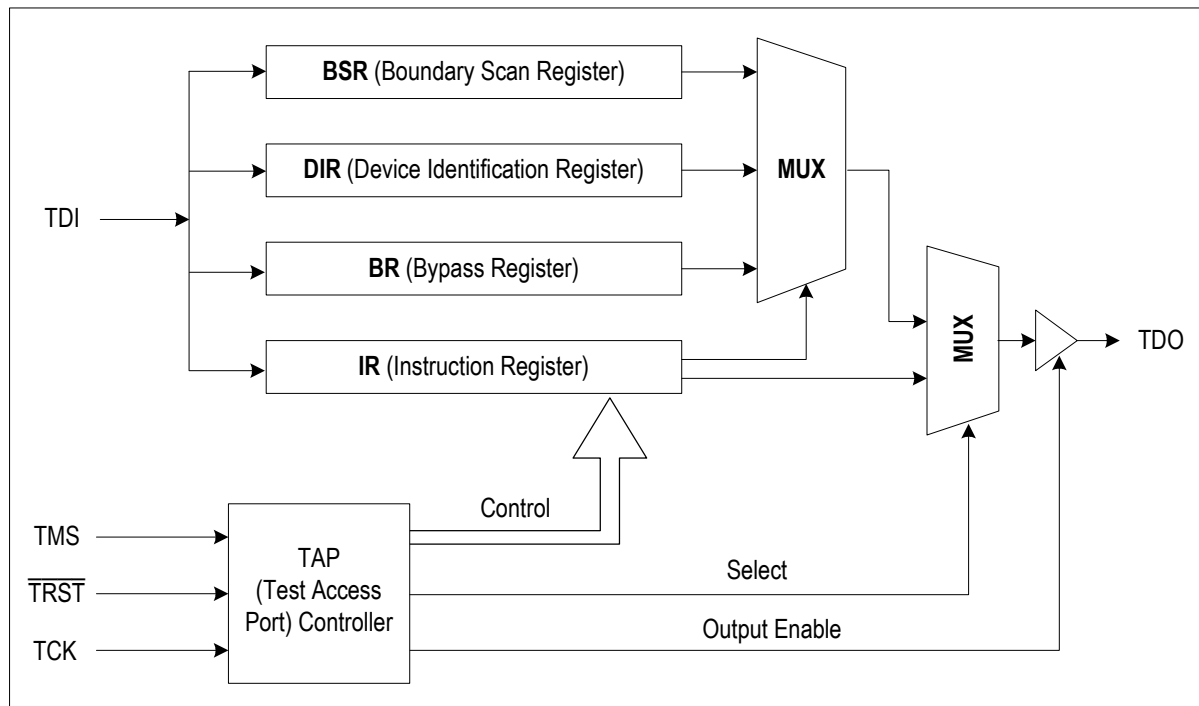 BSR (Boundary Scan Register)
DIR (Device Identification Register)
MUX
TDI
BR (Bypass Register)
MUX
TDO
IR (Instruction Register)
Control
TMS
TAP
(Test Access
Port) Controller
TRST
Select
TCK
Output Enable